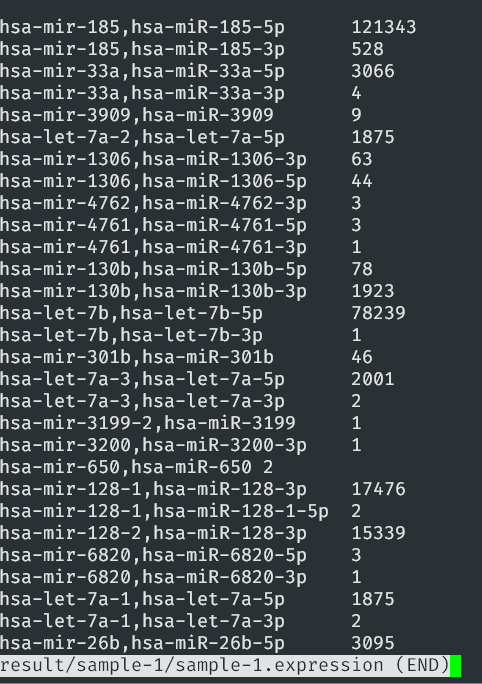 hsa-mir-185,hsa-miR-185-5p 121343
hsa-mir-185,hsa-miR-185-3p 528
hsa-mir-33a,hsa-miR-33a-5p 3066
hsa-mir-33a,hsa-miR-33a-3p 4
hsa-mir-3909,hsa-miR-3909 9
hsa-let-7a-2,hsa-let-7a-5p 1875
hsa-mir-1306,hsa-miR-1306-3p 63
hsa-mir-1306,hsa-miR-1306-5p 44
hsa-mir-4762,hsa-miR-4762-3p 3
hsa-mir-4761,hsa-miR-4761-5p 3
hsa-mir-4761,hsa-miR-4761-3p 1
hsa-mir-130b,hsa-miR-130b-5p 78
hsa-mir-130b,hsa-miR-130b-3p 1923
hsa-let-7b,hsa-let-7b-5p 78239
hsa-let-7b,hsa-let-7b-3p 1
hsa-mir-301b,hsa-miR-301b 46
hsa-let-7a-3,hsa-let-7a-5p 2001
hsa-let-7a-3,hsa-let-7a-3p 2
hsa-mir-3199-2,hsa-miR-3199 1
hsa-mir-3200,hsa-miR-3200-3p 1
hsa-mir-650,hsa-miR-650 2
hsa-mir-128-1,hsa-miR-128-3p 17476
hsa-mir-128-1,hsa-miR-128-1-5p 2
hsa-mir-128-2,hsa-miR-128-3p 15339
hsa-mir-6820,hsa-miR-6820-5p 3
hsa-mir-6820,hsa-miR-6820-3p 1
hsa-let-7a-1,hsa-let-7a-5p 1875
hsa-let-7a-1,hsa-let-7a-3p 2
hsa-mir-26b,hsa-miR-26b-5p 3095
result/sample-1/sample-1.expression (END)